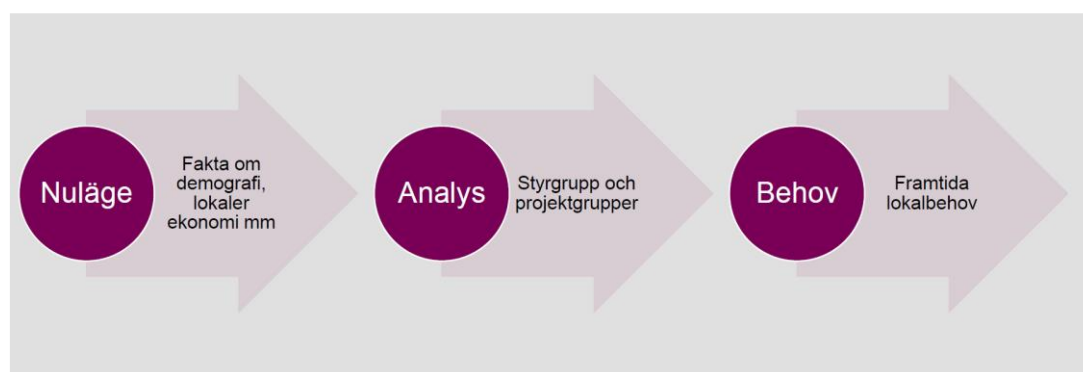 Nuläge
Fakta om
demografi,
lokaler
ekonomi mm
Analys
Styrgrupp och
projektgrupper
Behov
Framtida
lokalbehov